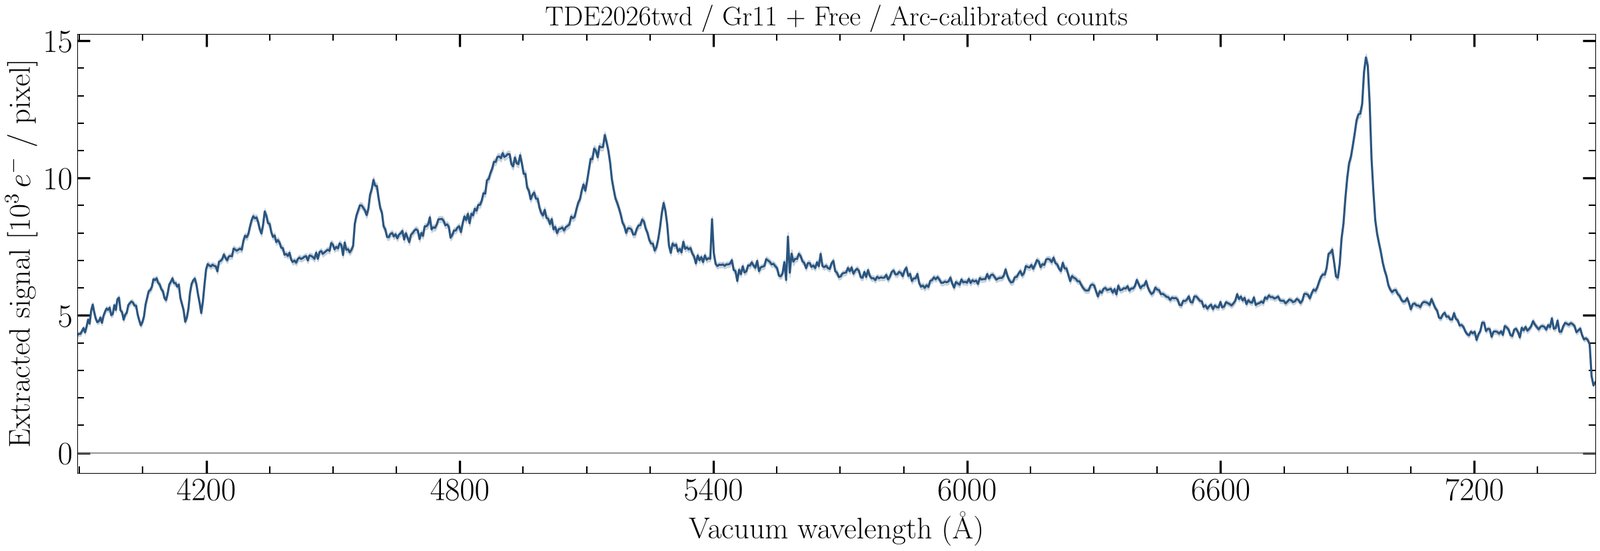 TDE2026twd / Gr11 + Free / Arc-calibrated counts
Extracted signal [10³ e⁻ / pixel]
15
10
5
0
4200 4800 5400 6000 6600 7200
Vacuum wavelength (Å)